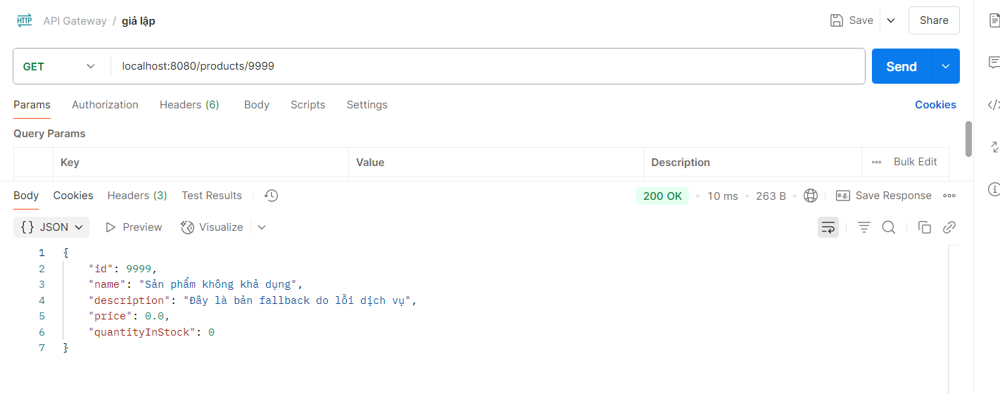 HTTP API Gateway / giả lập Save Share
GET localhost:8080/products/9999 Send
Params Authorization Headers (6) Body Scripts Settings Cookies
Query Params
Key Value Description Bulk Edit
Body Cookies Headers (3) Test Results 200 OK 10 ms 263 B e.g. Save Response
{} JSON Preview Visualize
1 {
2 "id": 9999,
3 "name": "Sản phẩm không khả dụng",
4 "description": "Đây là bản fallback do lỗi dịch vụ",
5 "price": 0.0,
6 "quantityInStock": 0
7 }